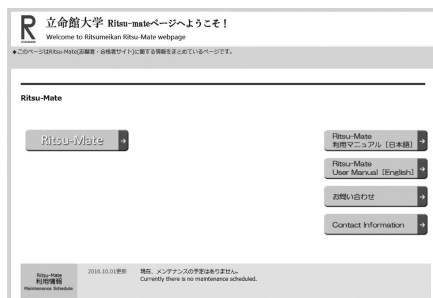 R 立命館大学 Ritsu-mateページへようこそ！
Welcome to Ritsumeikan Ritsu-Mate webpage
◆このページはRitsu-Mate(志願者・合格者サイト)に関する情報をまとめているページです。
Ritsu-Mate
Ritsu-Mate
Ritsu-Mate
利用マニュアル［日本語］
Ritsu-Mate
User Manual［English］
お問い合わせ
Contact Information
Ritsu-Mate
利用情報
Maintenance Schedule
2016.10.01更新
現在、メンテナンスの予定はありません。
Currently there is no maintenance scheduled.